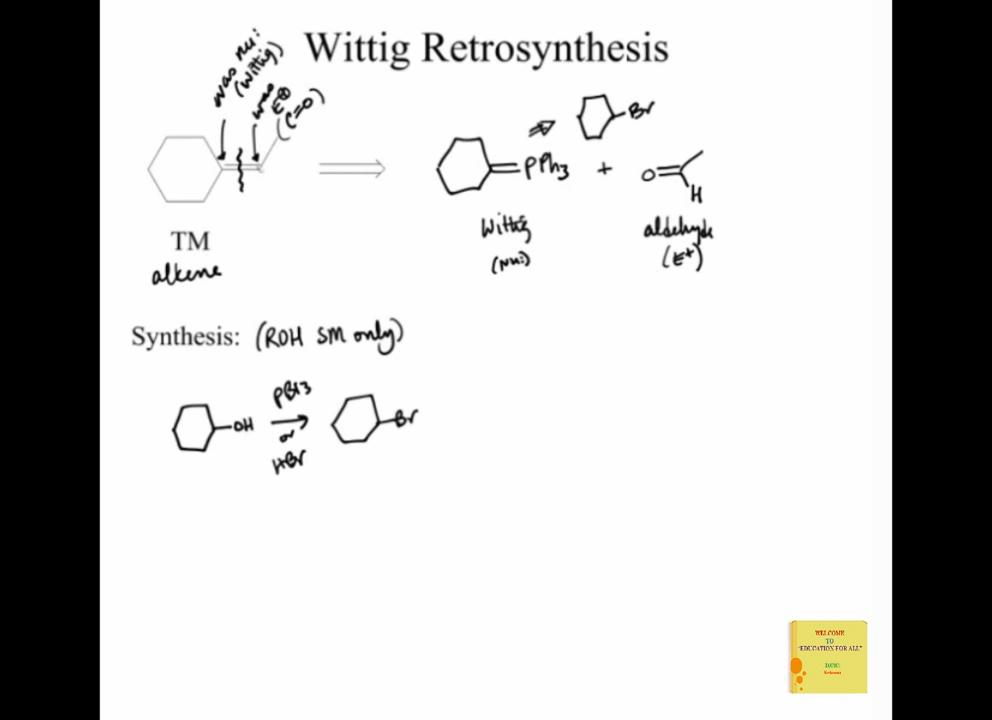 Wittig Retrosynthesis
was nu:
(Wittig)
was
E⊕
(C=O)
Br
PPh3
+
O
H
Wittig
(Nu:)
aldehyde
(E+)
TM
alkene
Synthesis: (ROH SM only)
OH
PBr3
or
HBr
Br
WELCOME
TO
"EDUCATION FOR ALL"